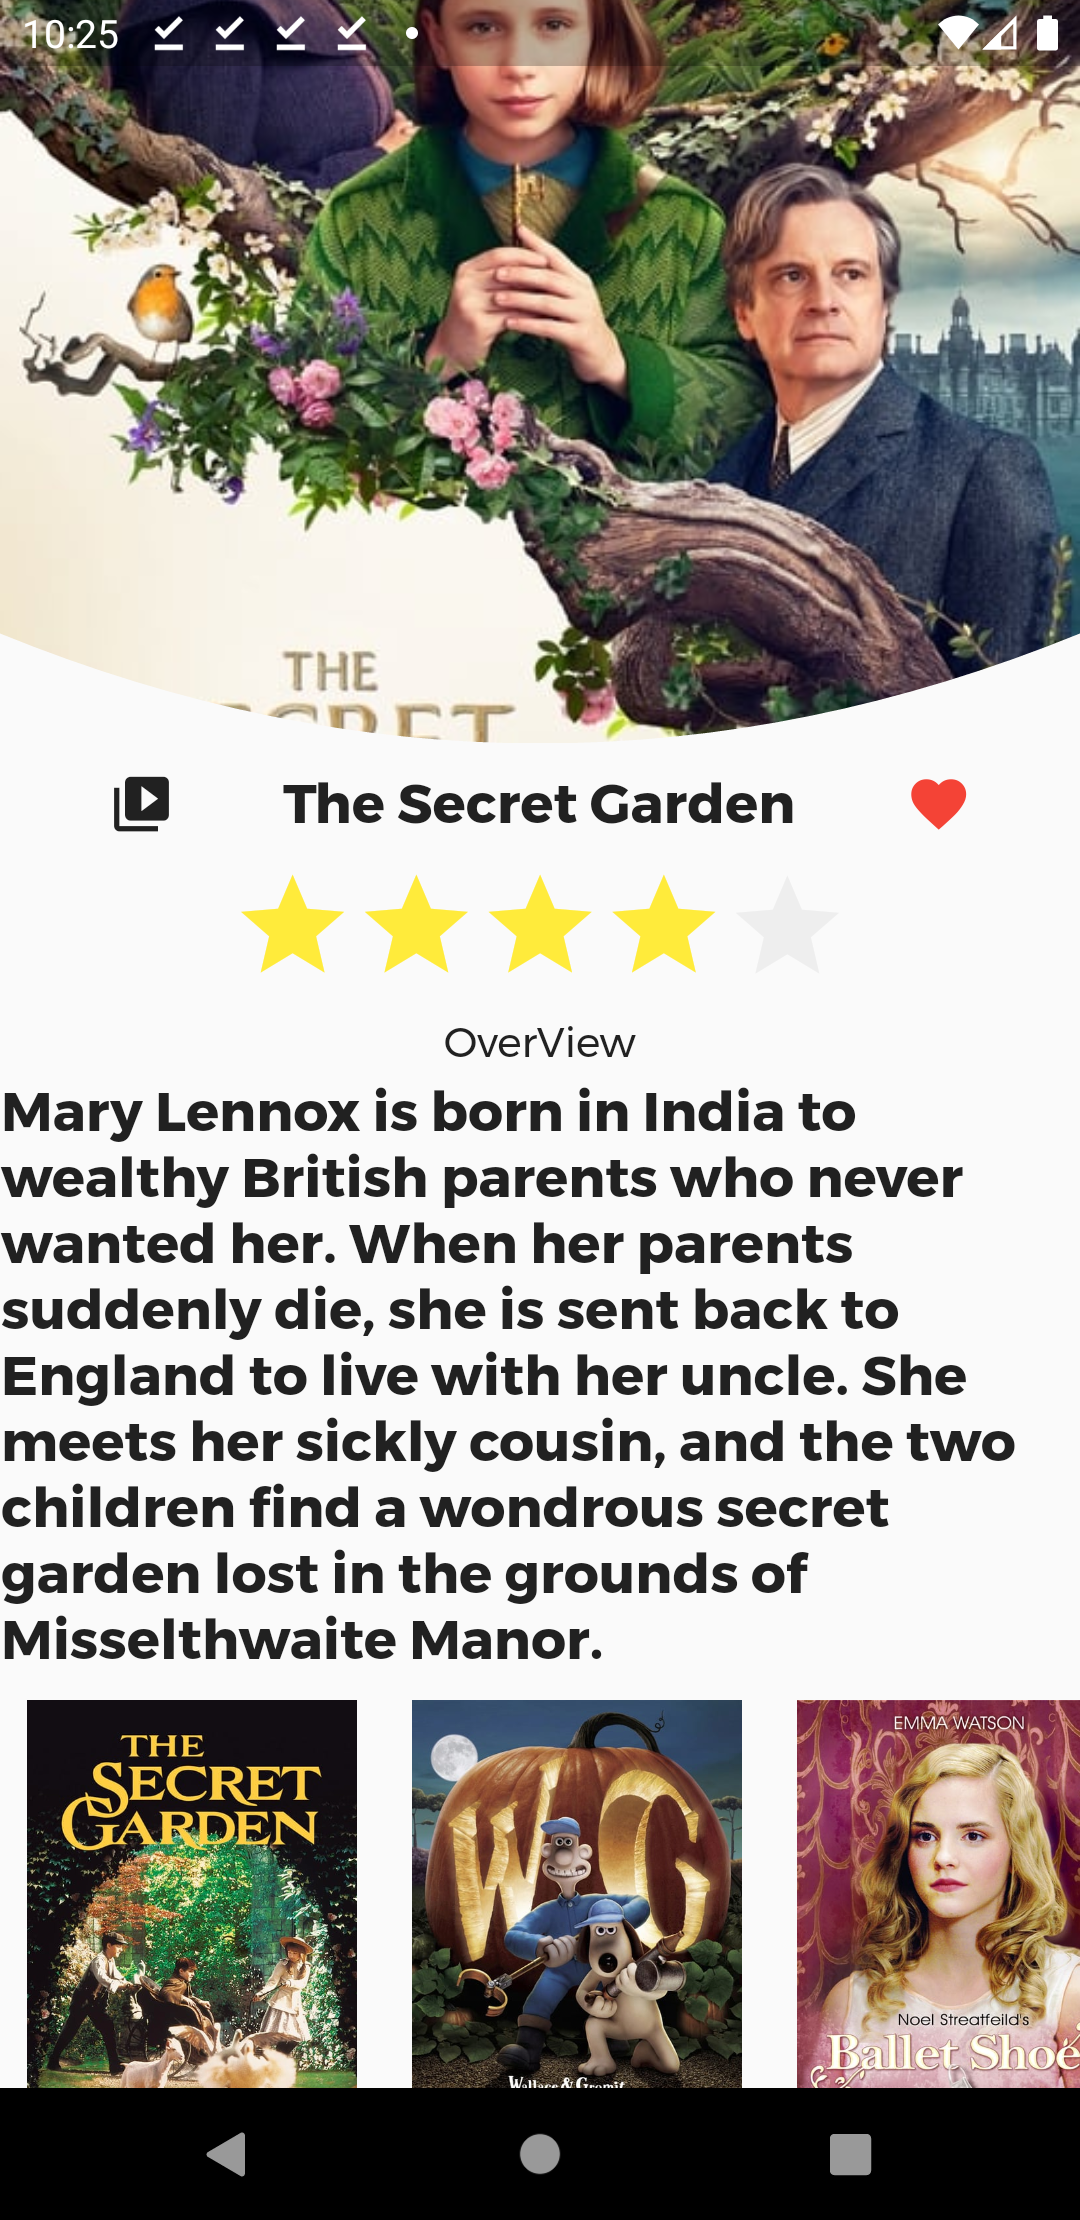 10:25
THE
SECRET
The Secret Garden
OverView
Mary Lennox is born in India to
wealthy British parents who never
wanted her. When her parents
suddenly die, she is sent back to
England to live with her uncle. She
meets her sickly cousin, and the two
children find a wondrous secret
garden lost in the grounds of
Misselthwaite Manor.
THE
SECRET
GARDEN
W G
Wallace & Gromit
EMMA WATSON
Noel Streatfeild's
Ballet Shoe